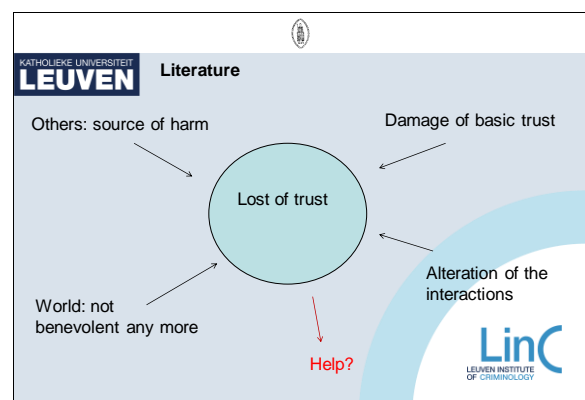 KATHOLIEKE UNIVERSITEIT
LEUVEN
Literature
Others: source of harm
Damage of basic trust
Lost of trust
Alteration of the
interactions
World: not
benevolent any more
Help?
LinC
LEUVEN INSTITUTE
OF CRIMINOLOGY